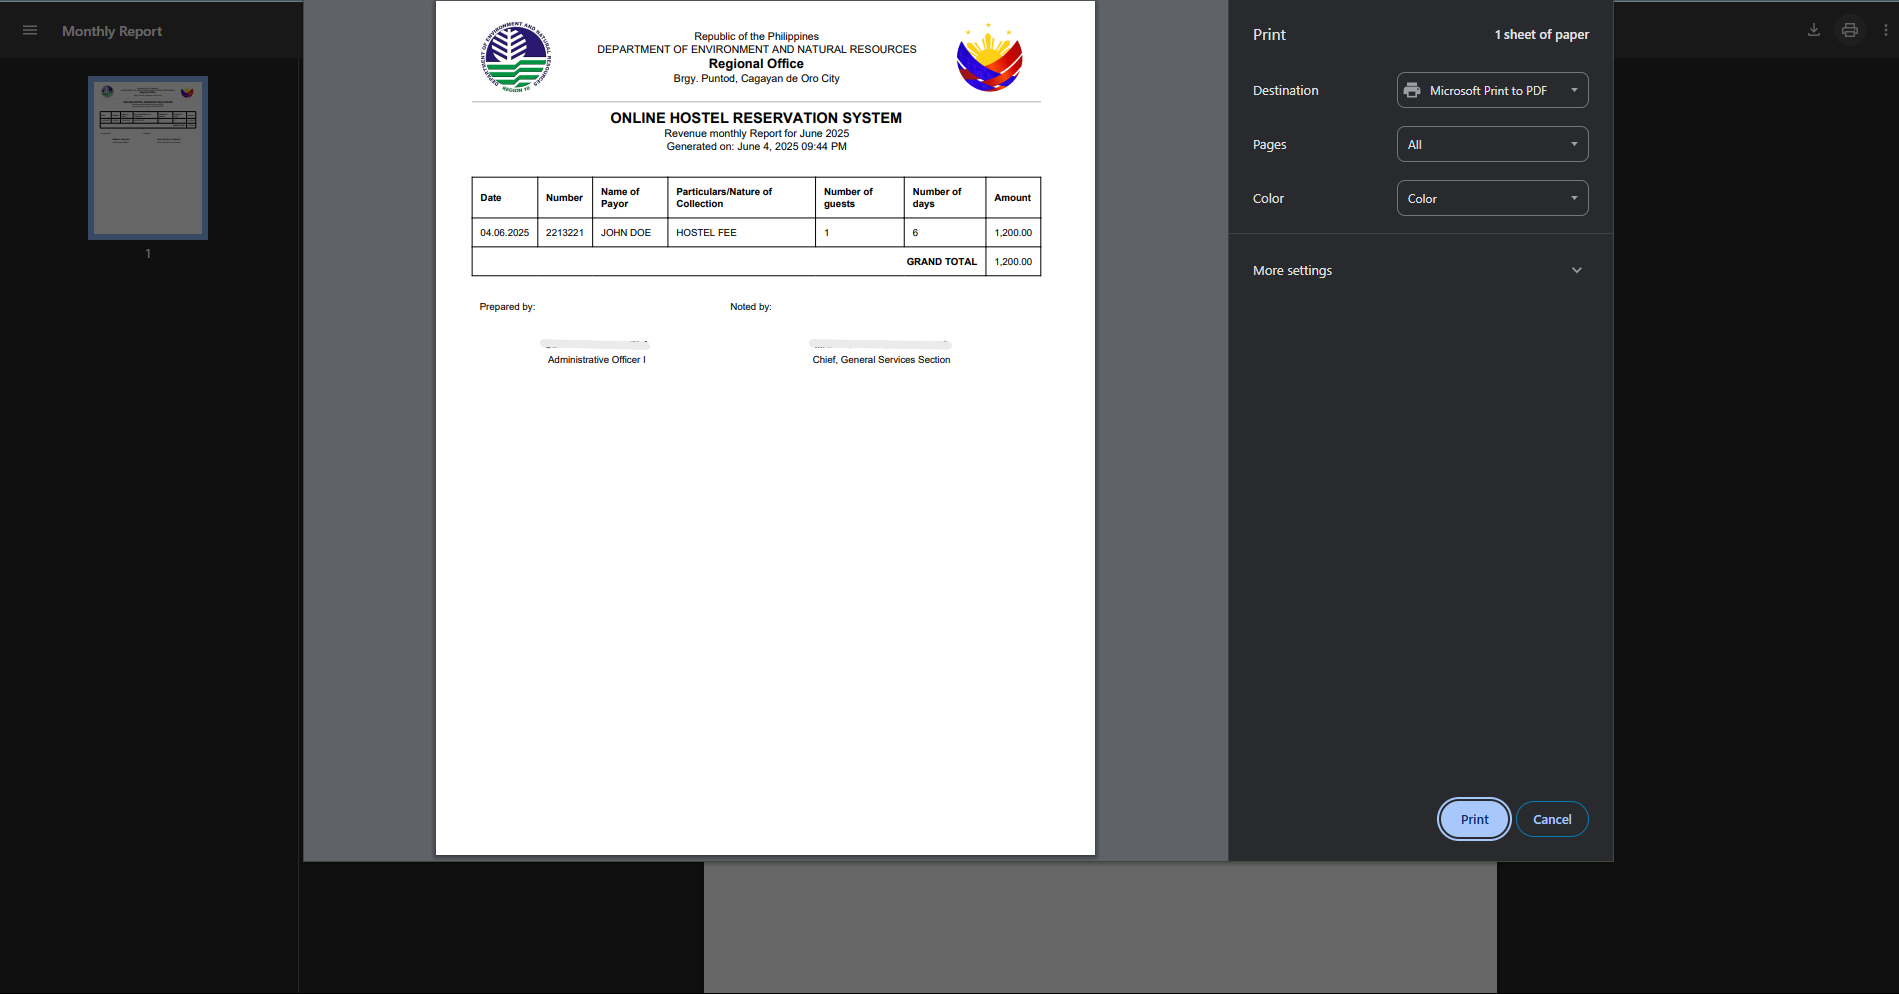 Monthly Report
1
DEPARTMENT OF ENVIRONMENT AND NATURAL RESOURCES
REGION 10
Republic of the Philippines
DEPARTMENT OF ENVIRONMENT AND NATURAL RESOURCES
Regional Office
Brgy. Puntod, Cagayan de Oro City
ONLINE HOSTEL RESERVATION SYSTEM
Revenue monthly Report for June 2025
Generated on: June 4, 2025 09:44 PM
Date Number Name of Payor Particulars/Nature of Collection Number of guests Number of days Amount
04.06.2025 2213221 JOHN DOE HOSTEL FEE 1 6 1,200.00
GRAND TOTAL 1,200.00
Prepared by: Noted by:
Administrative Officer I Chief, General Services Section
Print 1 sheet of paper
Destination Microsoft Print to PDF
Pages All
Color Color
More settings
Print Cancel